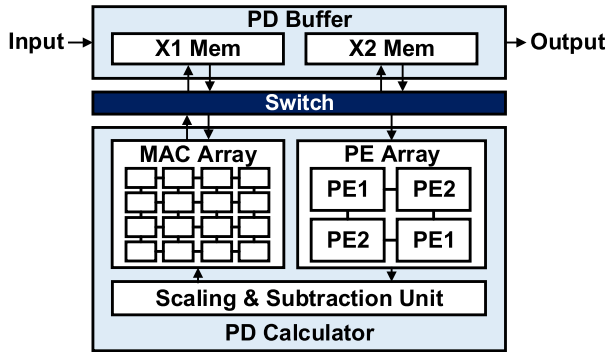 PD Buffer
Input
X1 Mem
X2 Mem
Output
Switch
MAC Array
PE Array
PE1
PE2
PE2
PE1
Scaling & Subtraction Unit
PD Calculator